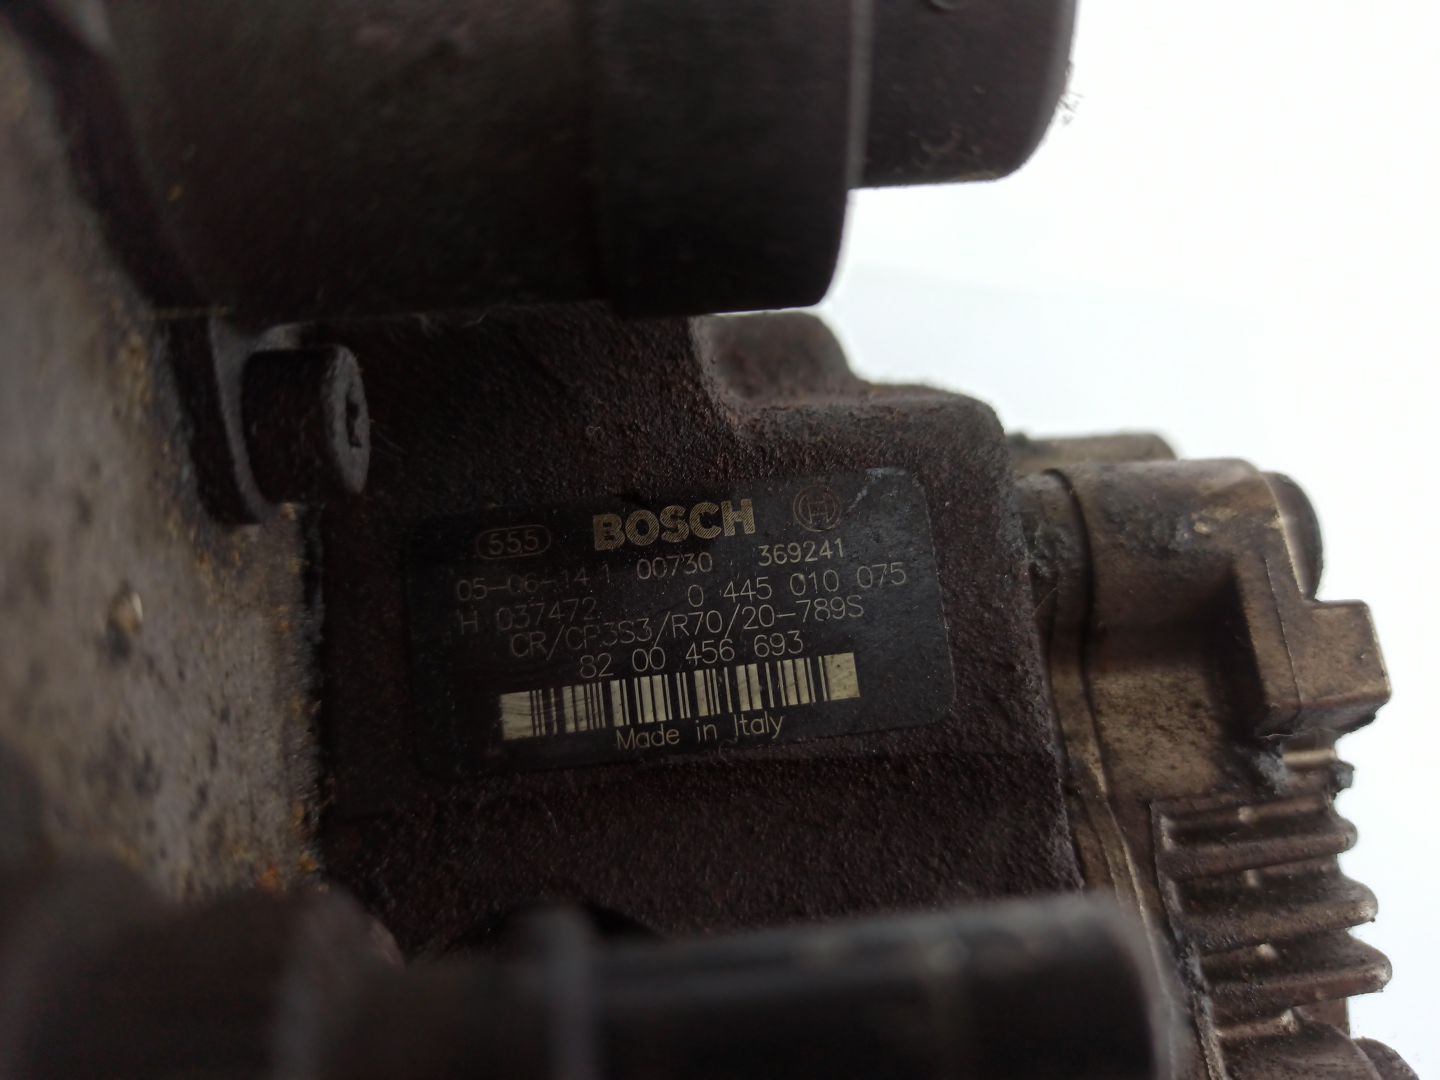 555 BOSCH H
05-06-14.1 00730 369241
H 037472 0 445 010 075
CR/CP3S3/R70/20-789S
82 00 456 693
Made in Italy